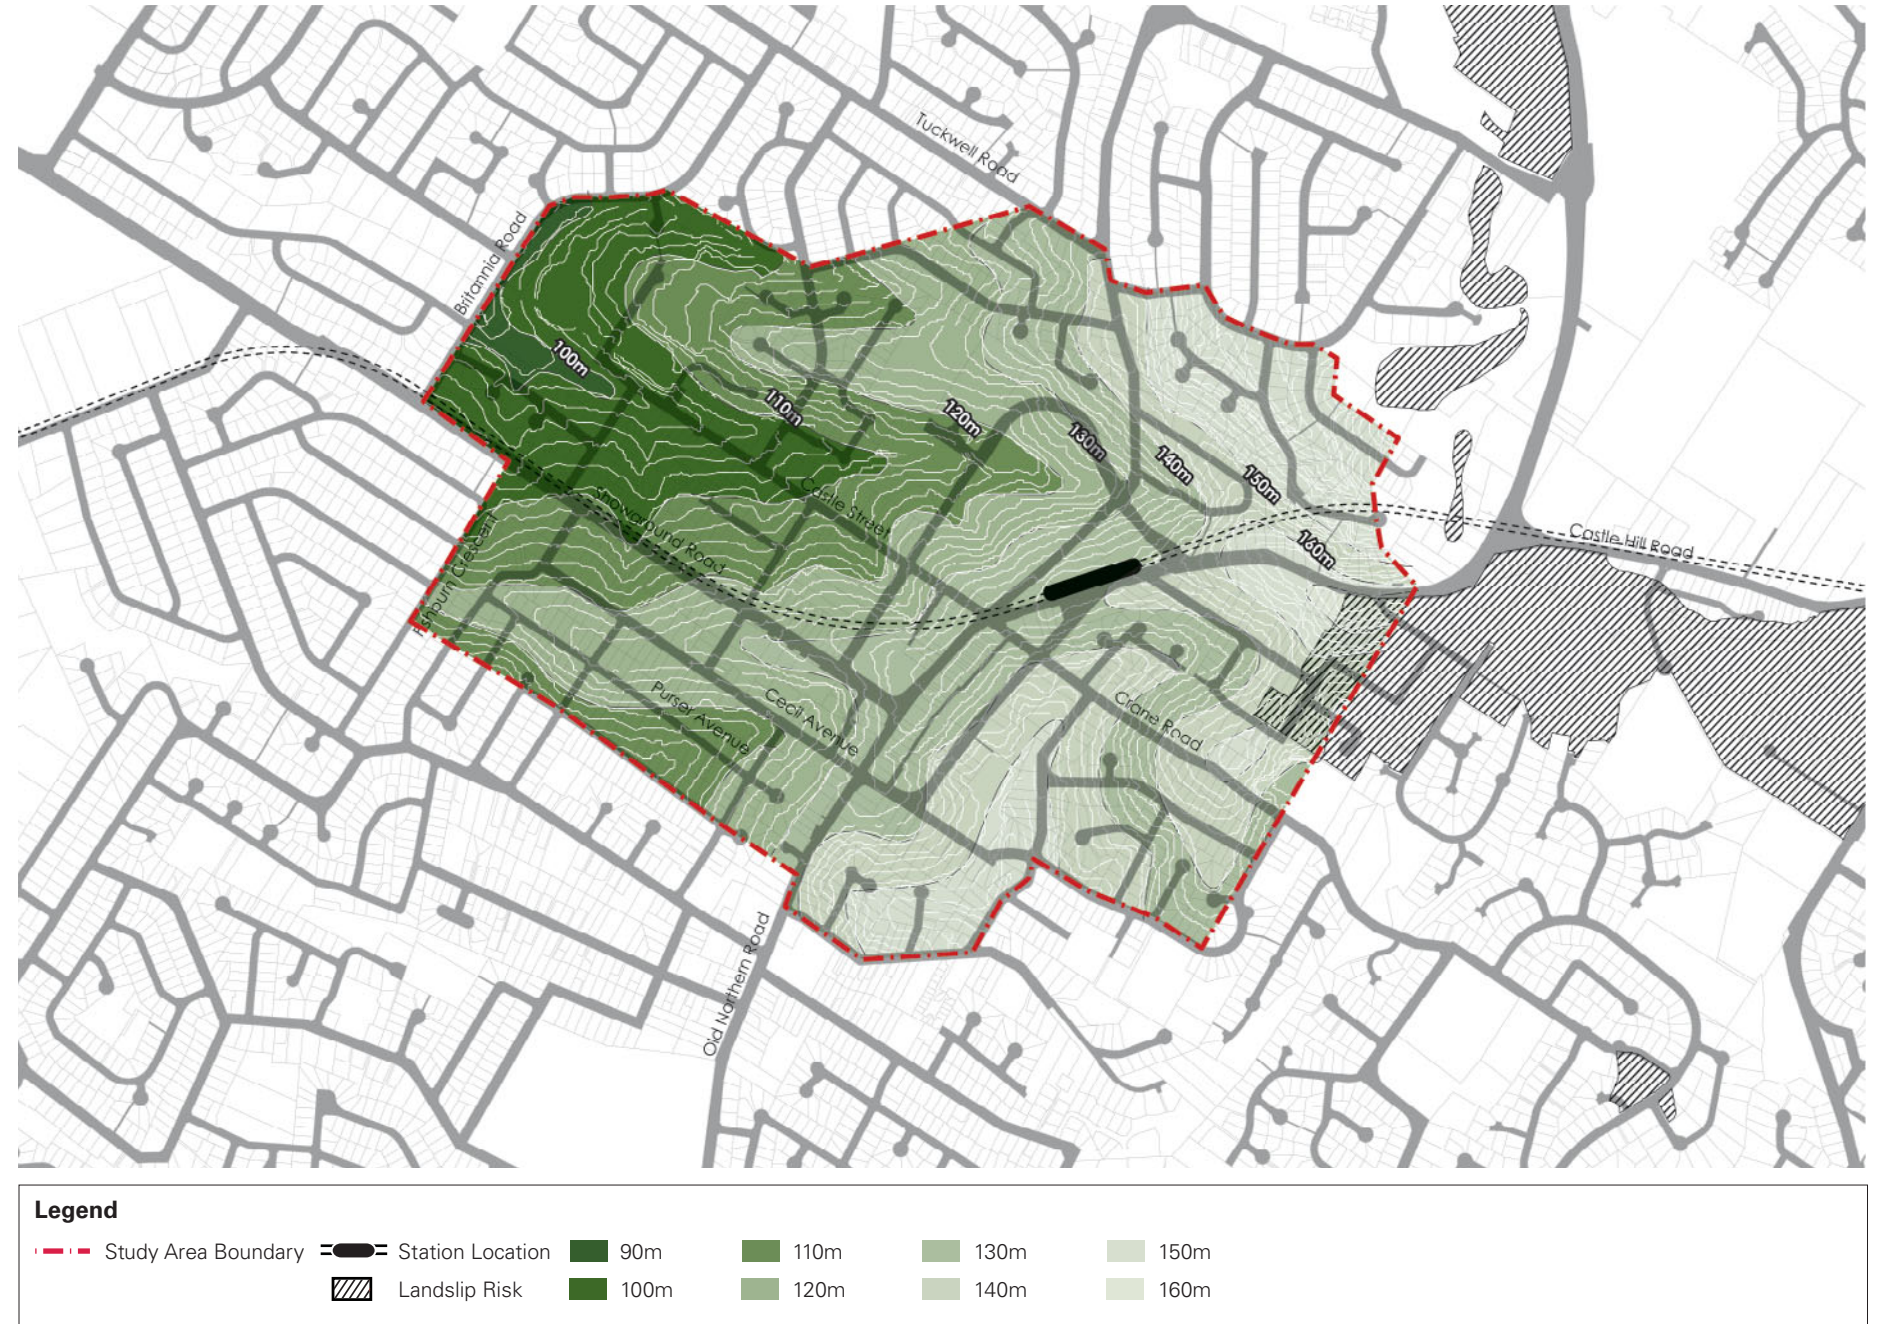 Tuckwell Road
Britannia Road
100m
110m
120m
130m
140m
150m
160m
Castle Street
Showground Road
Castle Hill Road
Ashburn Crescent
Purser Avenue
Cecil Avenue
Crane Road
Old Northern Road
Legend
Study Area Boundary
Station Location
90m
110m
130m
150m
Landslip Risk
100m
120m
140m
160m